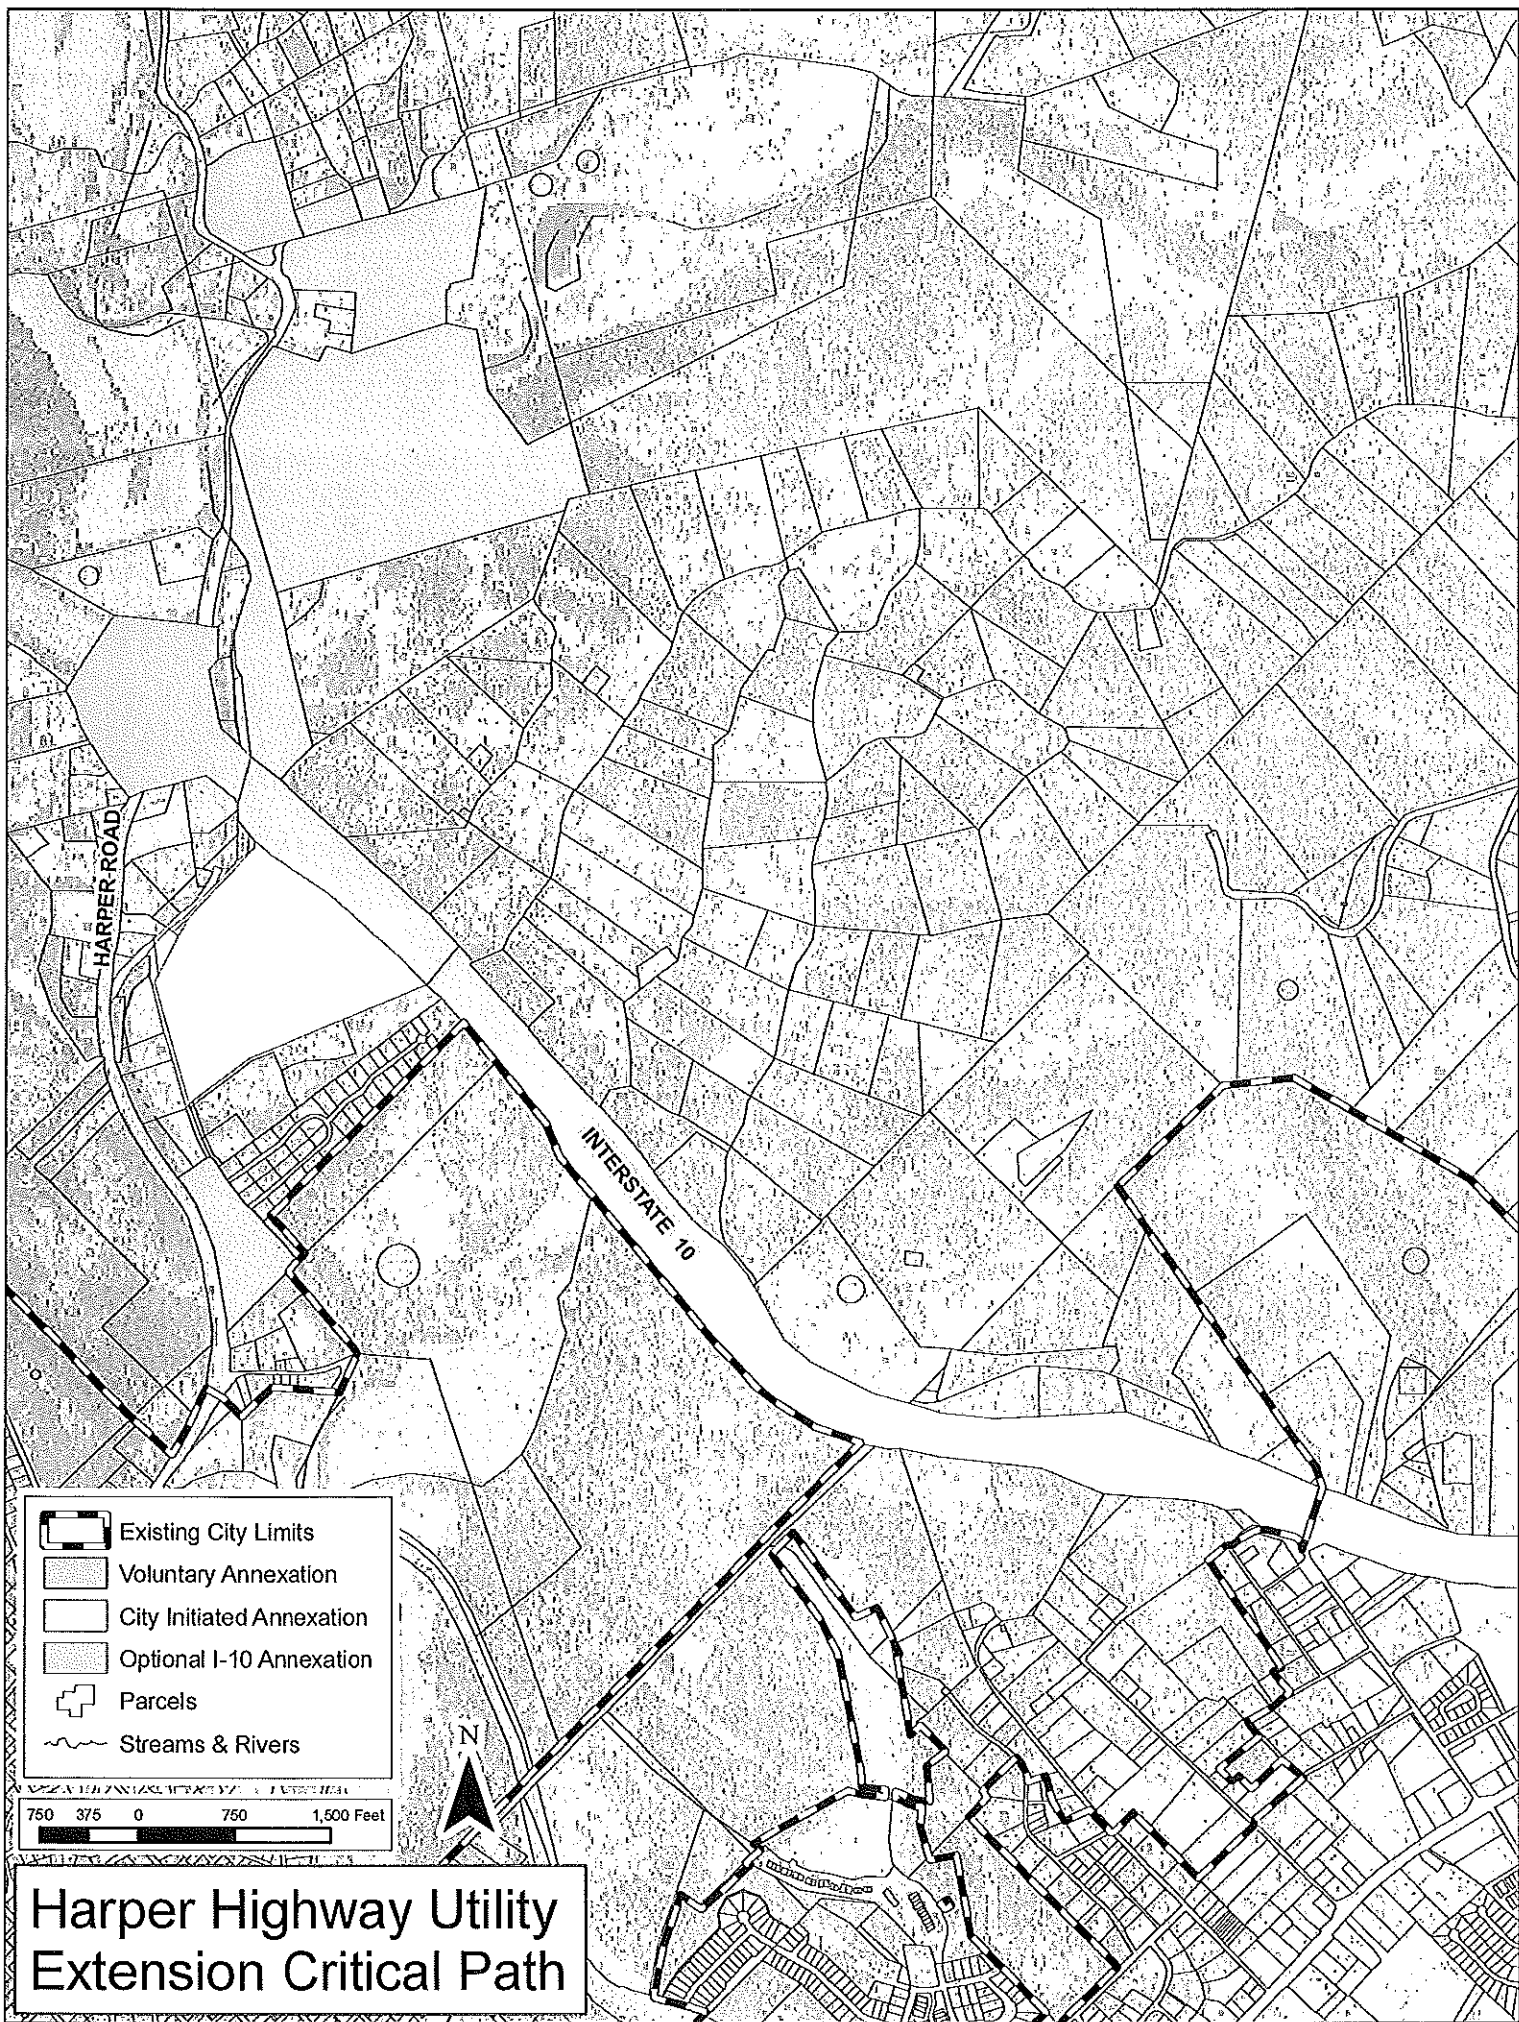 HARPER ROAD
INTERSTATE 10
Existing City Limits
Voluntary Annexation
City Initiated Annexation
Optional I-10 Annexation
Parcels
Streams & Rivers
N
750 375 0 750 1,500 Feet
Harper Highway Utility
Extension Critical Path